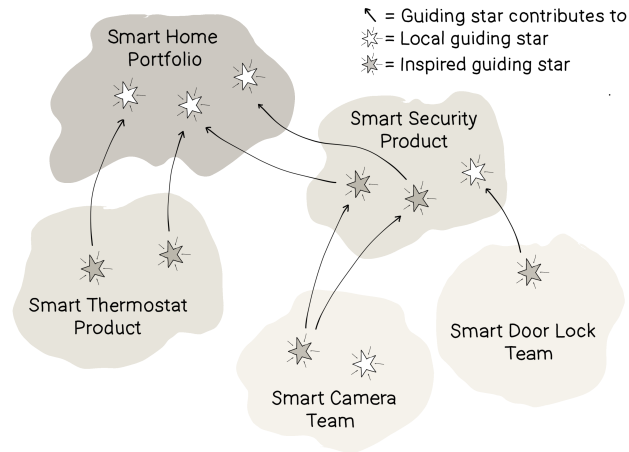 = Guiding star contributes to
= Local guiding star
= Inspired guiding star
Smart Home
Portfolio
Smart Security
Product
Smart Thermostat
Product
Smart Door Lock
Team
Smart Camera
Team